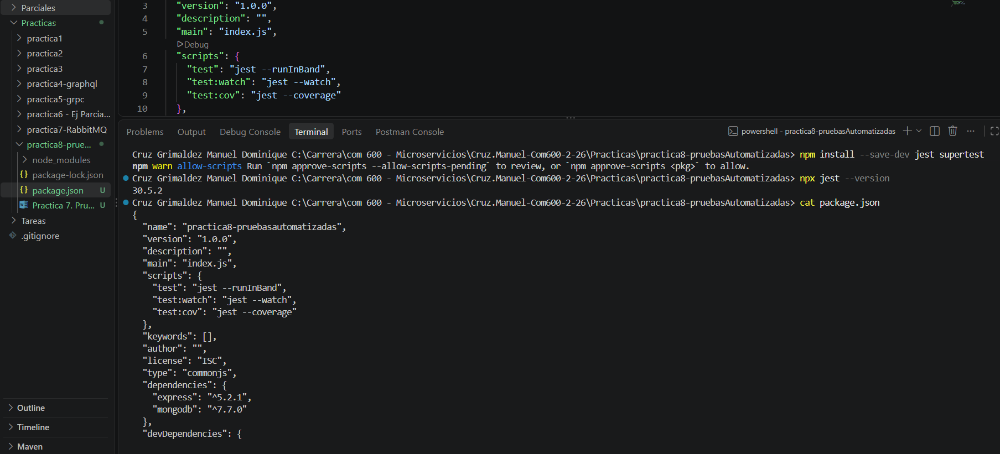 Parciales
Practicas
practica1
practica2
practica3
practica4-graphql
practica5-grpc
practica6 - Ej Parcia...
practica7-RabbitMQ
practica8-prue...
node_modules
package-lock.json
package.json U
Practica 7. Pru... U
Tareas
.gitignore
Outline
Timeline
Maven
3 "version": "1.0.0",
4 "description": "",
5 "main": "index.js",
Debug
6 "scripts": {
7 "test": "jest --runInBand",
8 "test:watch": "jest --watch",
9 "test:cov": "jest --coverage"
10 },
Problems Output Debug Console Terminal Ports Postman Console powershell - practica8-pruebasAutomatizadas
Cruz Grimaldez Manuel Dominique C:\Carrera\com 600 - Microservicios\Cruz.Manuel-Com600-2-26\Practicas\practica8-pruebasAutomatizadas> npm install --save-dev jest supertest
npm warn allow-scripts Run `npm approve-scripts --allow-scripts-pending` to review, or `npm approve-scripts <pkg>` to allow.
Cruz Grimaldez Manuel Dominique C:\Carrera\com 600 - Microservicios\Cruz.Manuel-Com600-2-26\Practicas\practica8-pruebasAutomatizadas> npx jest --version
30.5.2
Cruz Grimaldez Manuel Dominique C:\Carrera\com 600 - Microservicios\Cruz.Manuel-Com600-2-26\Practicas\practica8-pruebasAutomatizadas> cat package.json
{
"name": "practica8-pruebasautomatizadas",
"version": "1.0.0",
"description": "",
"main": "index.js",
"scripts": {
"test": "jest --runInBand",
"test:watch": "jest --watch",
"test:cov": "jest --coverage"
},
"keywords": [],
"author": "",
"license": "ISC",
"type": "commonjs",
"dependencies": {
"express": "^5.2.1",
"mongodb": "^7.7.0"
},
"devDependencies": {